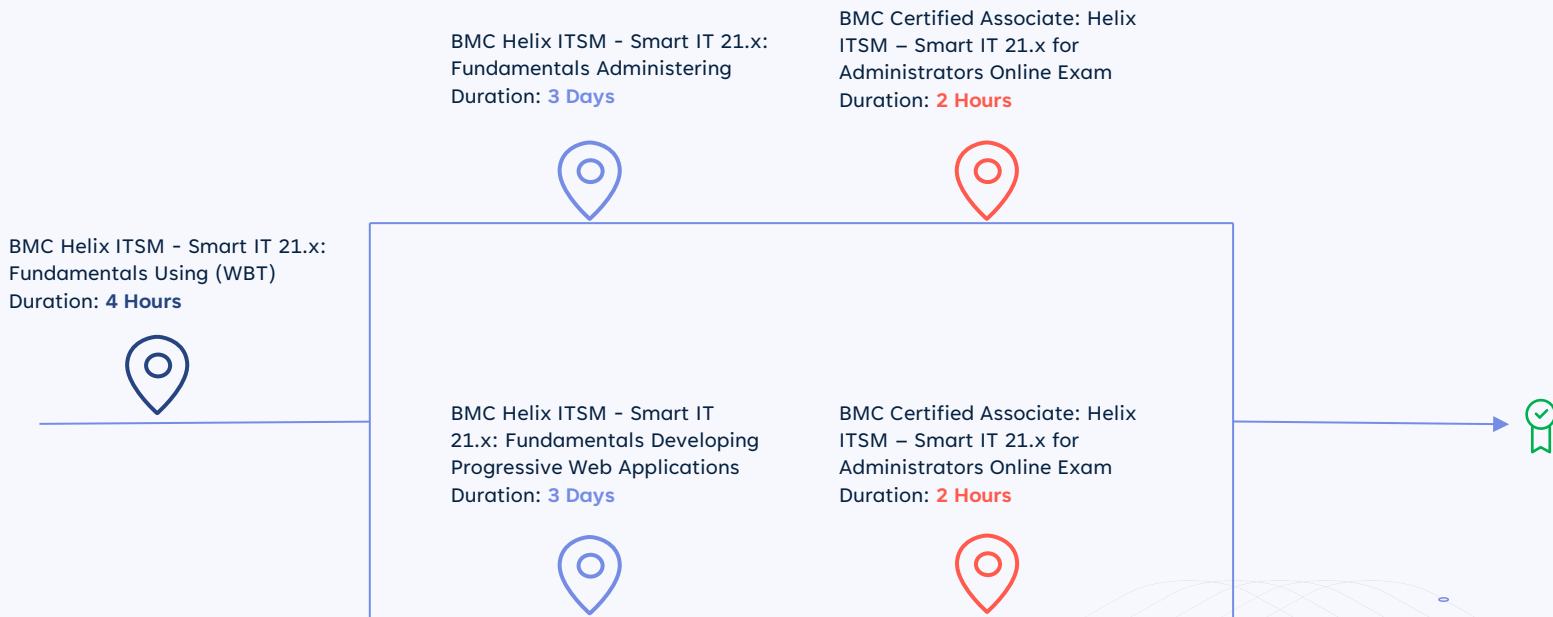 BMC Helix ITSM - Smart IT 21.x:
Fundamentals Using (WBT)
Duration: 4 Hours
BMC Helix ITSM - Smart IT 21.x:
Fundamentals Administering
Duration: 3 Days
BMC Certified Associate: Helix
ITSM – Smart IT 21.x for
Administrators Online Exam
Duration: 2 Hours
BMC Helix ITSM - Smart IT
21.x: Fundamentals Developing
Progressive Web Applications
Duration: 3 Days
BMC Certified Associate: Helix
ITSM – Smart IT 21.x for
Administrators Online Exam
Duration: 2 Hours